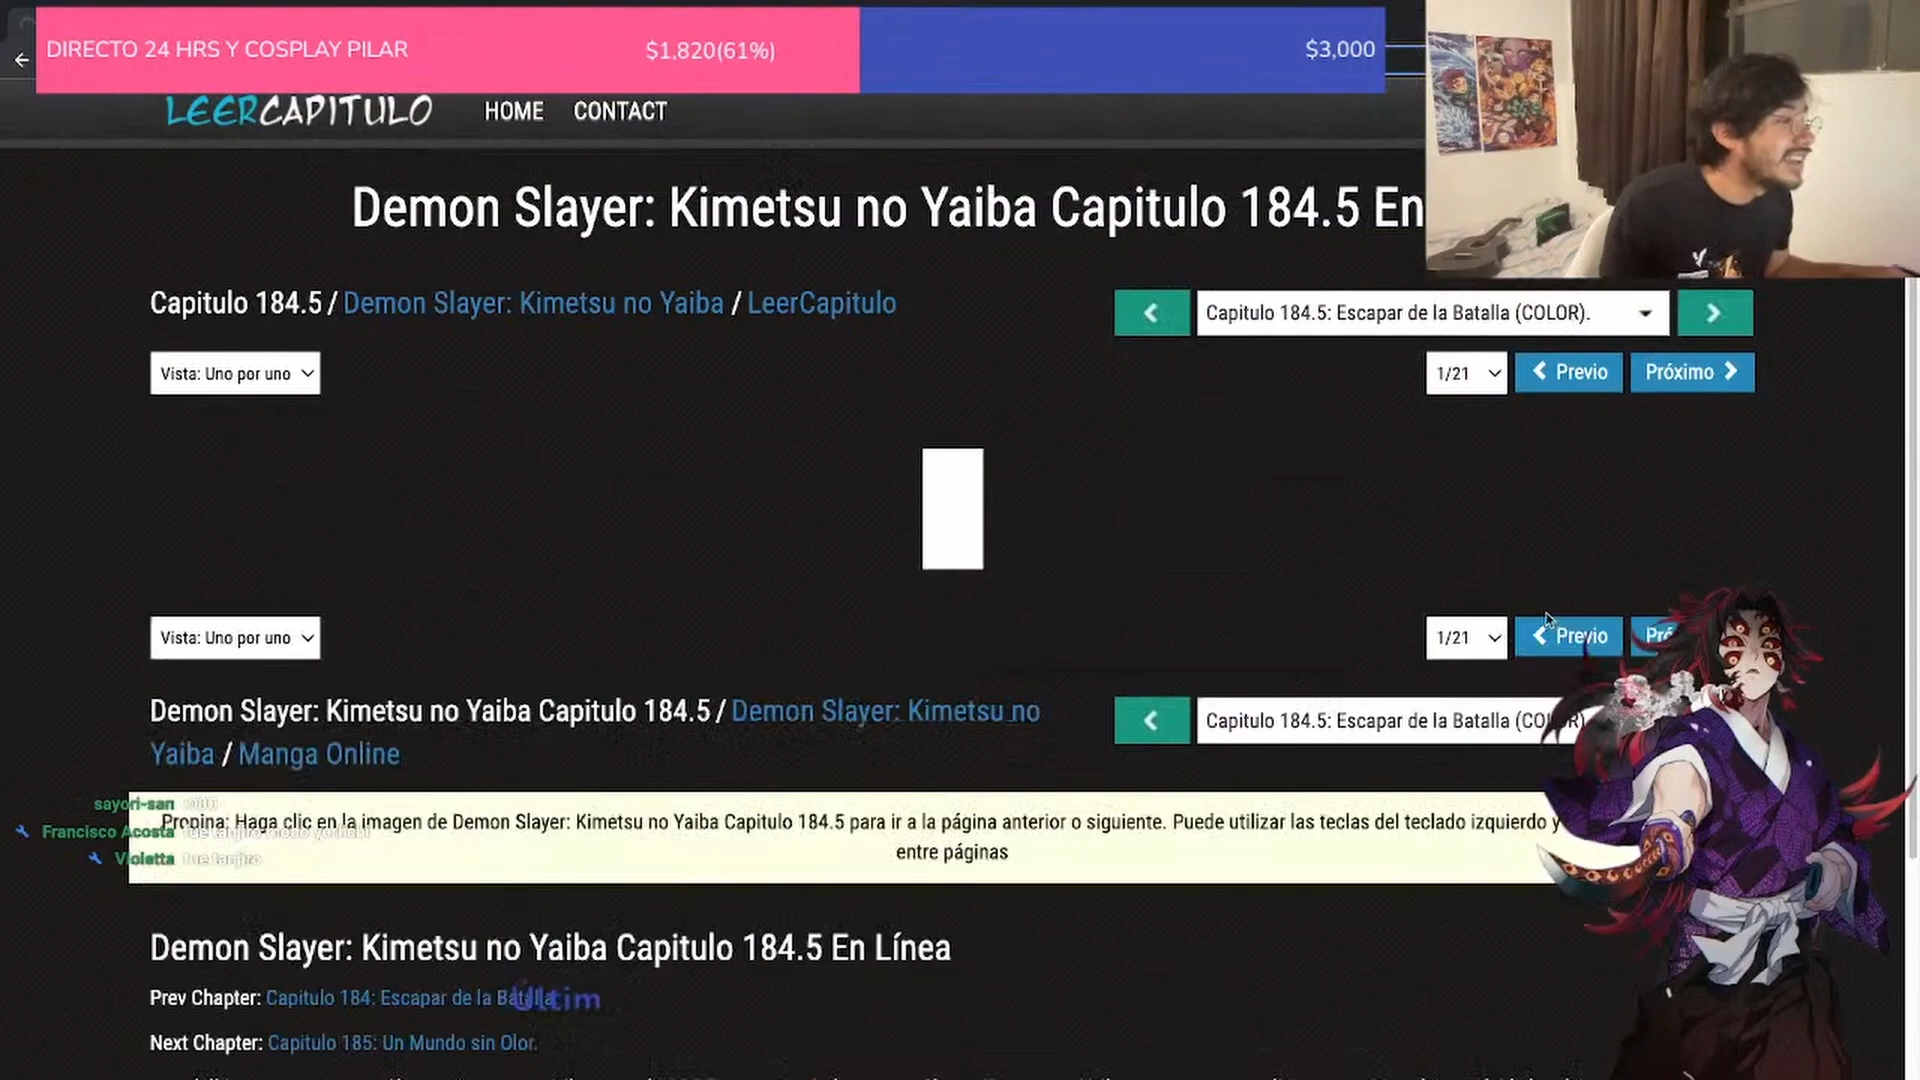 DIRECTO 24 HRS Y COSPLAY PILAR $1,820(61%) $3,000
LEERCAPITULO HOME CONTACT
Demon Slayer: Kimetsu no Yaiba Capitulo 184.5 En
Capitulo 184.5 / Demon Slayer: Kimetsu no Yaiba / LeerCapitulo
Capitulo 184.5: Escapar de la Batalla (COLOR).
Vista: Uno por uno
1/21 Previo Próximo
Vista: Uno por uno
1/21 Previo Pró
Demon Slayer: Kimetsu no Yaiba Capitulo 184.5 / Demon Slayer: Kimetsu no
Yaiba / Manga Online
Capitulo 184.5: Escapar de la Batalla (COLOR)
sayori-san
Francisco Acosta fue tanjiro
Violetta fue tanjiro
Propina: Haga clic en la imagen de Demon Slayer: Kimetsu no Yaiba Capitulo 184.5 para ir a la página anterior o siguiente. Puede utilizar las teclas del teclado izquierdo y
entre páginas
Demon Slayer: Kimetsu no Yaiba Capitulo 184.5 En Línea
Prev Chapter: Capitulo 184: Escapar de la Batalla
Últim
Next Chapter: Capitulo 185: Un Mundo sin Olor.